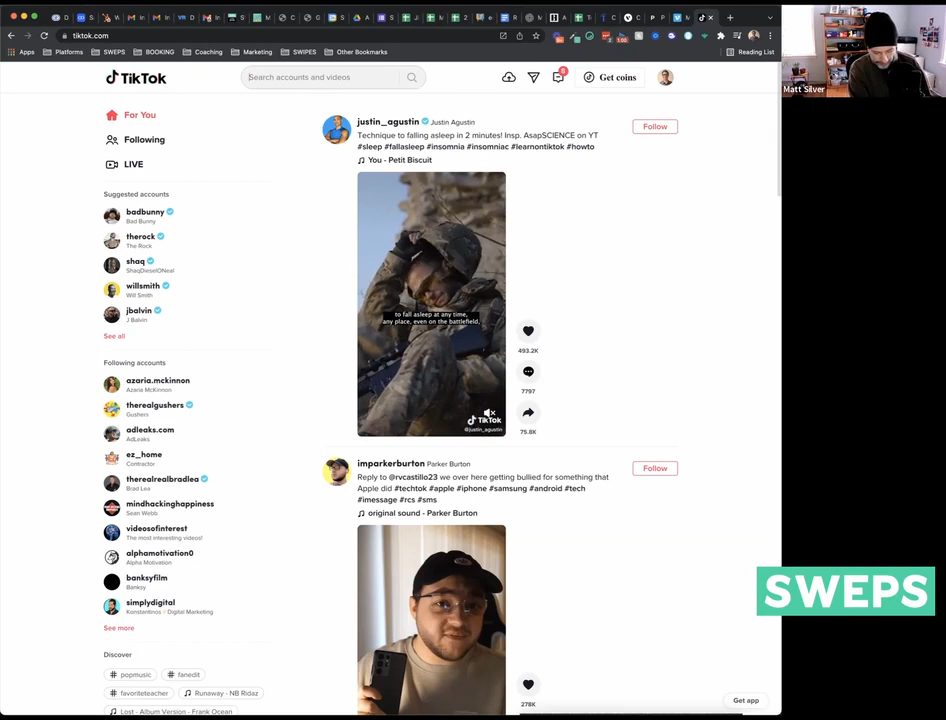 tiktok.com
Apps
Platforms
SWEPS
BOOKING
Coaching
Marketing
SWIPES
Other Bookmarks
Reading List
Matt Silver
TikTok
Search accounts and videos
8
Get coins
For You
Following
LIVE
Suggested accounts
badbunny
Bad Bunny
therock
The Rock
shaq
ShaqDieselONeal
willsmith
Will Smith
jbalvin
J Balvin
See all
Following accounts
azaria.mckinnon
Azaria McKinnon
therealgushers
Gushers
adleaks.com
AdLeaks
ez_home
Contractor
therealrealbradlea
Brad Lea
mindhackinghappiness
Sean Webb
videosofinterest
The most interesting videos!
alphamotivation0
Alpha Motivation
banksyfilm
Banksy
simplydigital
Konstantinos - Digital Marketing
See more
Discover
# popmusic
# fanedit
# favoriteteacher
Runaway - NB Ridaz
Lost - Album Version - Frank Ocean
justin_agustin Justin Agustin
Follow
Technique to falling asleep in 2 minutes! Insp. AsapSCIENCE on YT
#sleep #fallasleep #insomnia #insomniac #learnontiktok #howto
You - Petit Biscuit
to fall asleep at any time,
any place, even on the battlefield,
TikTok
@justin_agustin
493.2K
7797
75.8K
imparkerburton Parker Burton
Follow
Reply to @rvcastillo23 we over here getting bullied for something that
Apple did #techtok #apple #iphone #samsung #android #tech
#imessage #rcs #sms
original sound - Parker Burton
278K
Get app
SWEPS